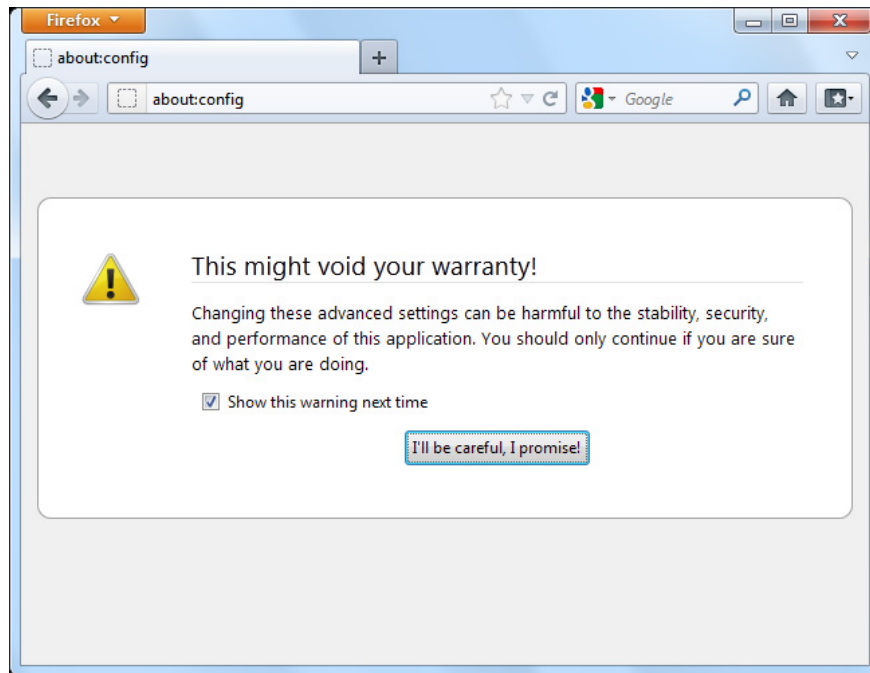 Firefox
about:config
about:config
Google
This might void your warranty!
Changing these advanced settings can be harmful to the stability, security,
and performance of this application. You should only continue if you are sure
of what you are doing.
Show this warning next time
I'll be careful, I promise!